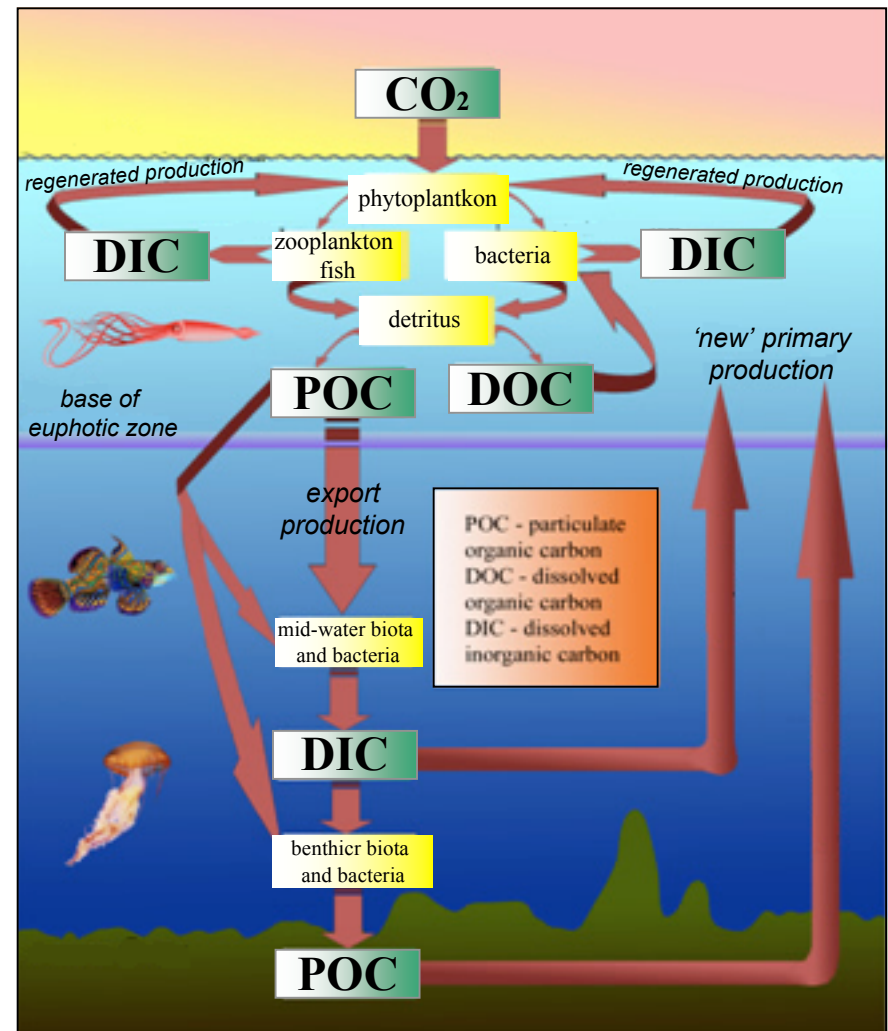 CO₂
regenerated production
regenerated production
phytoplantkon
DIC
zooplankton
fish
bacteria
DIC
detritus
'new' primary
production
POC
DOC
base of
euphotic zone
export
production
POC - particulate
organic carbon
DOC - dissolved
organic carbon
DIC - dissolved
inorganic carbon
mid-water biota
and bacteria
DIC
benthicr biota
and bacteria
POC